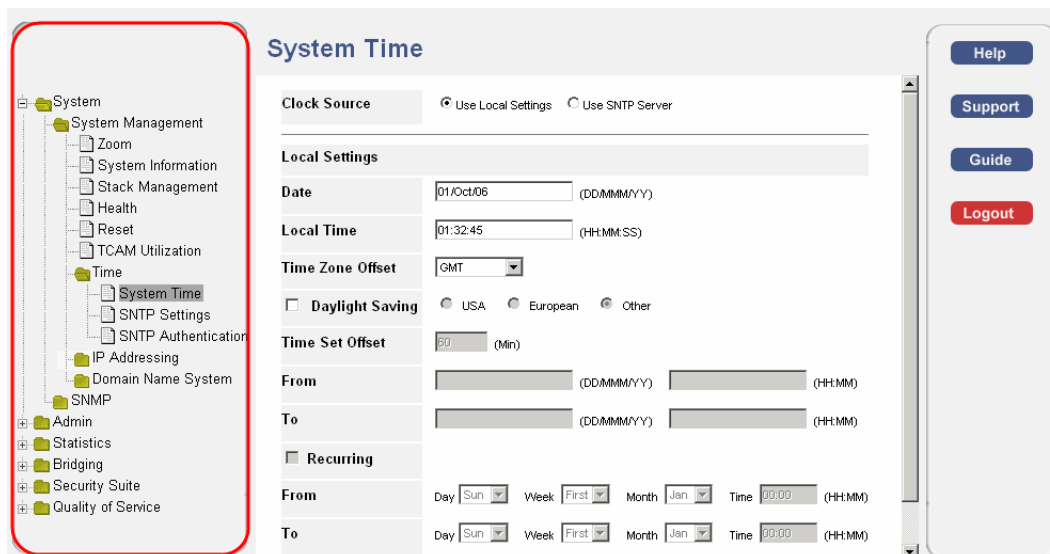 System
System Management
Zoom
System Information
Stack Management
Health
Reset
TCAM Utilization
Time
System Time
SNTP Settings
SNTP Authentication
IP Addressing
Domain Name System
SNMP
Admin
Statistics
Bridging
Security Suite
Quality of Service
System Time
Clock Source Use Local Settings Use SNTP Server
Local Settings
Date 01/Oct/06 (DD/MMM/YY)
Local Time 01:32:45 (HH:MM:SS)
Time Zone Offset GMT
Daylight Saving USA European Other
Time Set Offset 60 (Min)
From (DD/MMM/YY) (HH:MM)
To (DD/MMM/YY) (HH:MM)
Recurring
From Day Sun Week First Month Jan Time 00:00 (HH:MM)
To Day Sun Week First Month Jan Time 00:00 (HH:MM)
Help
Support
Guide
Logout